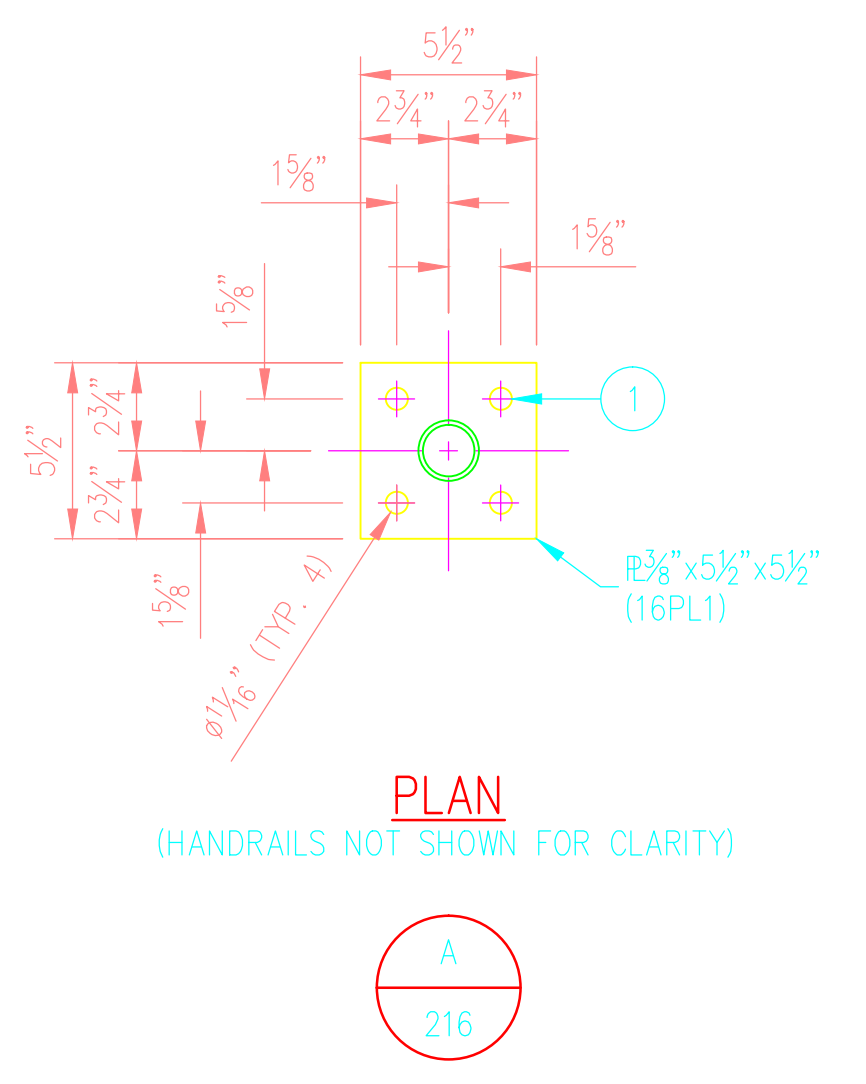 5½"
2¾" 2¾"
1⅝"
1⅝"
1⅝"
2¾"
5½"
2¾"
1⅝"
1
℄⅜"x5½"x5½"
(16PL1)
ø11⁄16" (TYP. 4)
PLAN
(HANDRAILS NOT SHOWN FOR CLARITY)
A
216